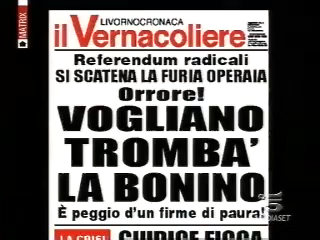 MATRIX
LIVORNOCRONACA
il Vernacoliere
Referendum radicali
SI SCATENA LA FURIA OPERAIA
Orrore!
VOGLIANO
TROMBA'
LA BONINO
È peggio d'un firme di paura!
LA CRISI
GIUDICE FICCA
5
MEDIASET